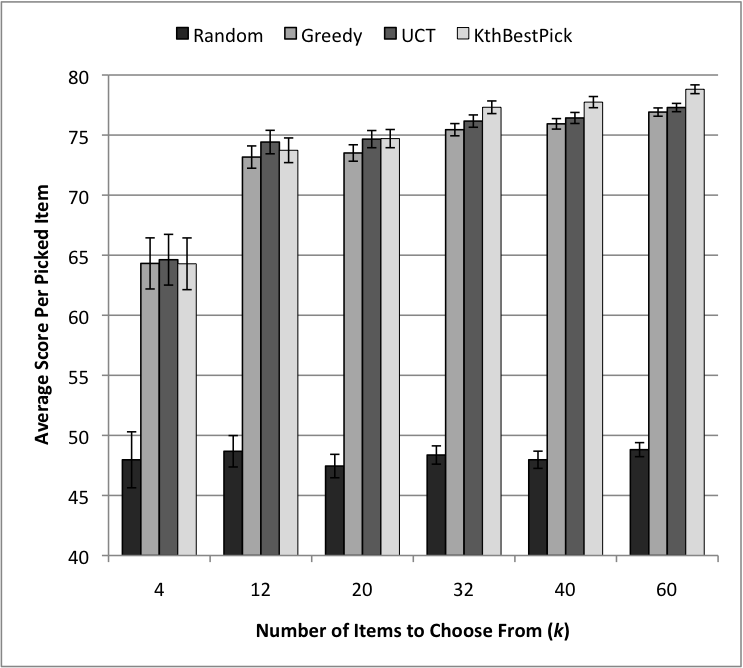 Random Greedy UCT KthBestPick
80
75
70
65
60
55
50
45
40
Average Score Per Picked Item
4 12 20 32 40 60
Number of Items to Choose From (k)